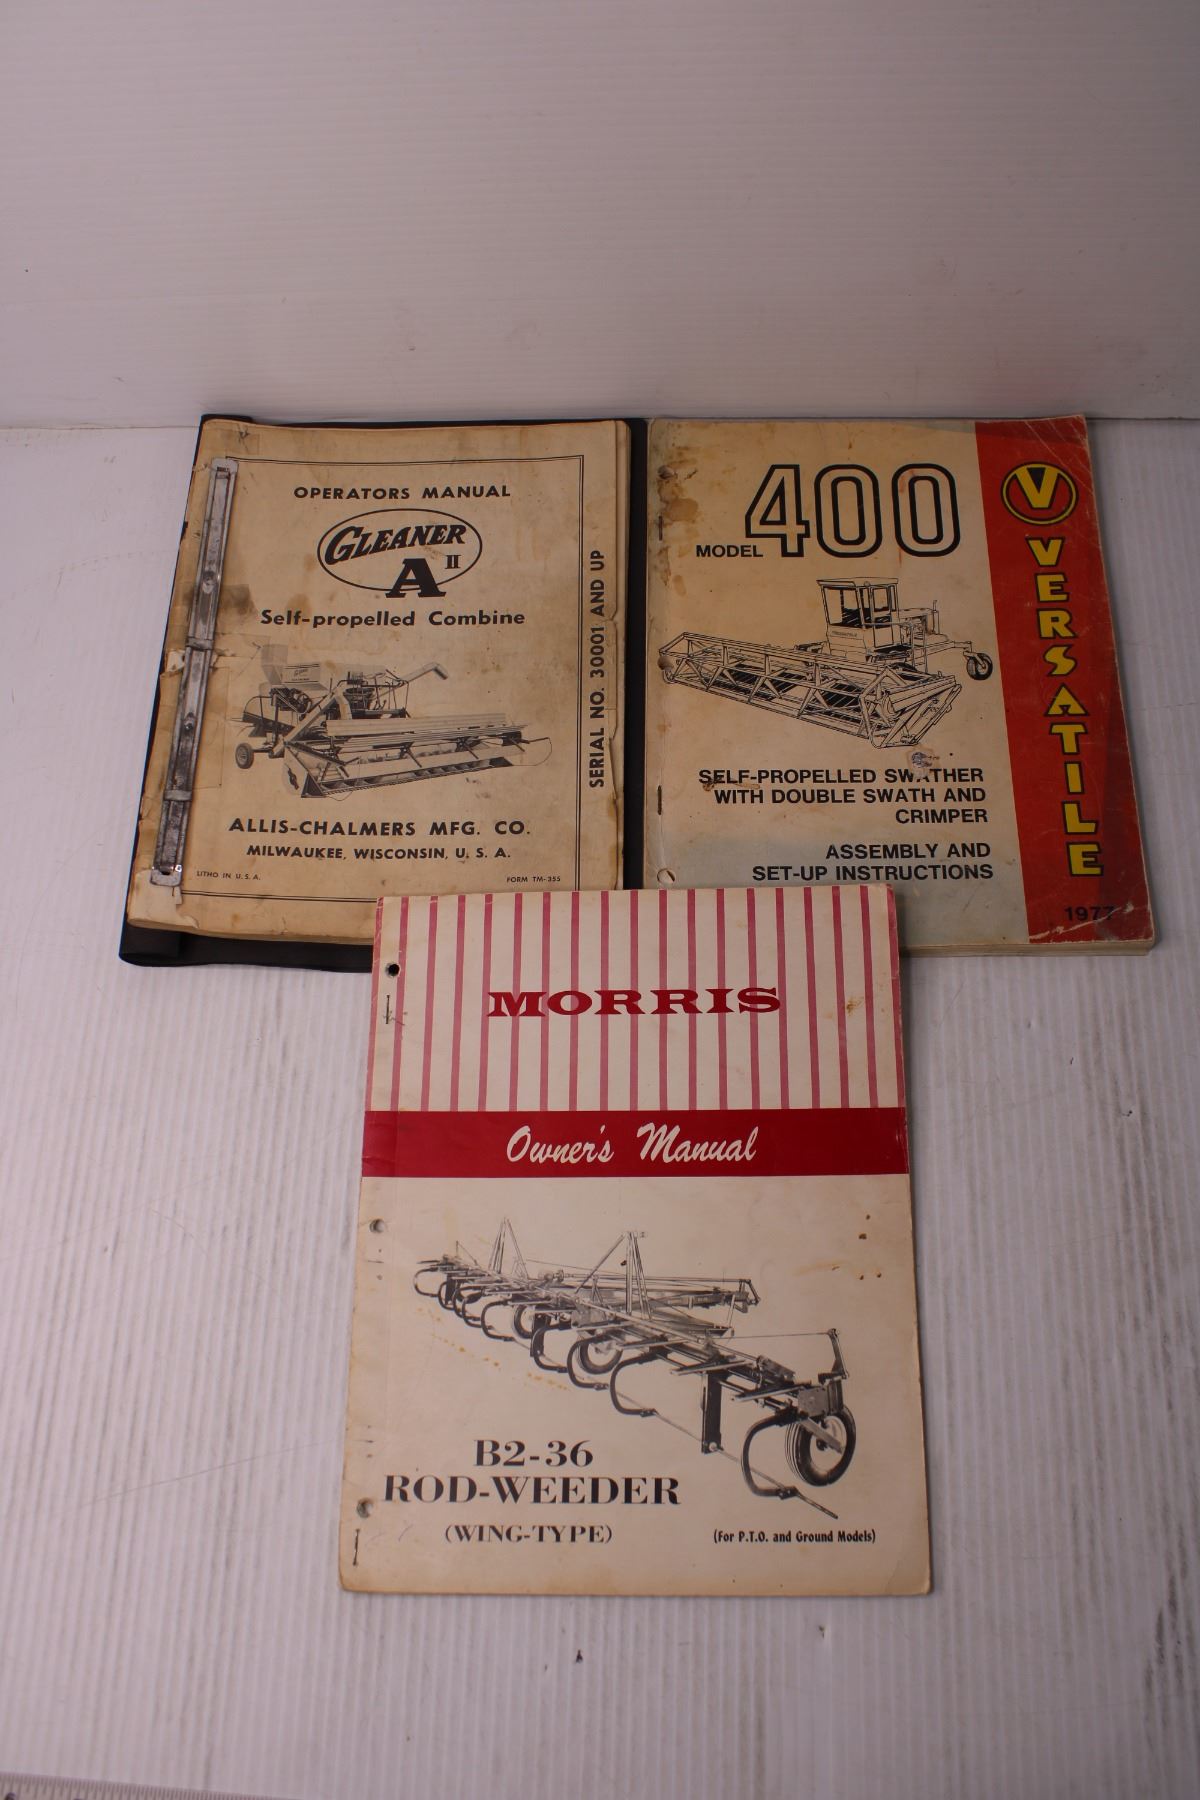 OPERATORS MANUAL
GLEANER
A II
Self-propelled Combine
SERIAL NO. 30001 AND UP
ALLIS-CHALMERS MFG. CO.
MILWAUKEE, WISCONSIN, U. S. A.
LITHO IN U. S. A.
FORM TM-355
MODEL 400
SELF-PROPELLED SWATHER
WITH DOUBLE SWATH AND
CRIMPER
ASSEMBLY AND
SET-UP INSTRUCTIONS
V VERSATILE
1977
MORRIS
Owner's Manual
B2-36
ROD-WEEDER
(WING-TYPE)
(For P.T.O. and Ground Models)